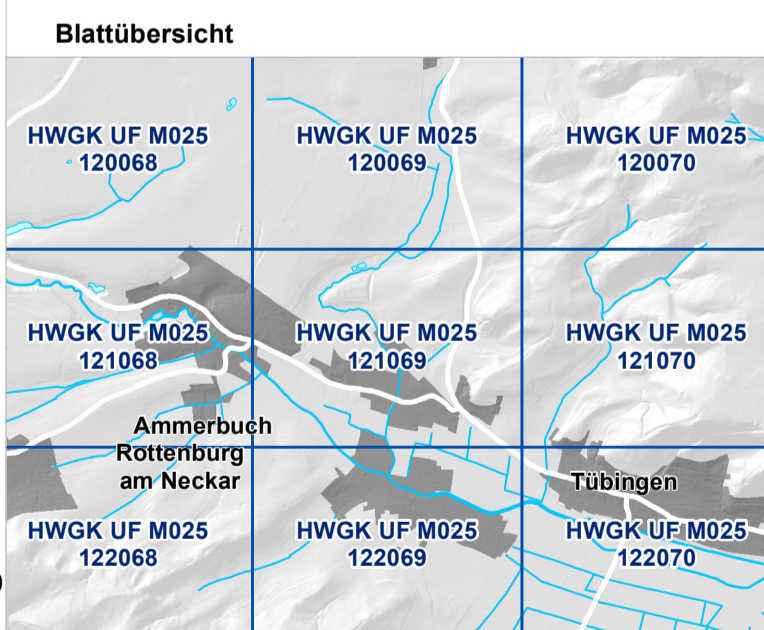 Blattübersicht
HWGK UF M025
120068
HWGK UF M025
120069
HWGK UF M025
120070
HWGK UF M025
121068
HWGK UF M025
121069
HWGK UF M025
121070
Ammerbuch
Rottenburg
am Neckar
Tübingen
HWGK UF M025
122068
HWGK UF M025
122069
HWGK UF M025
122070